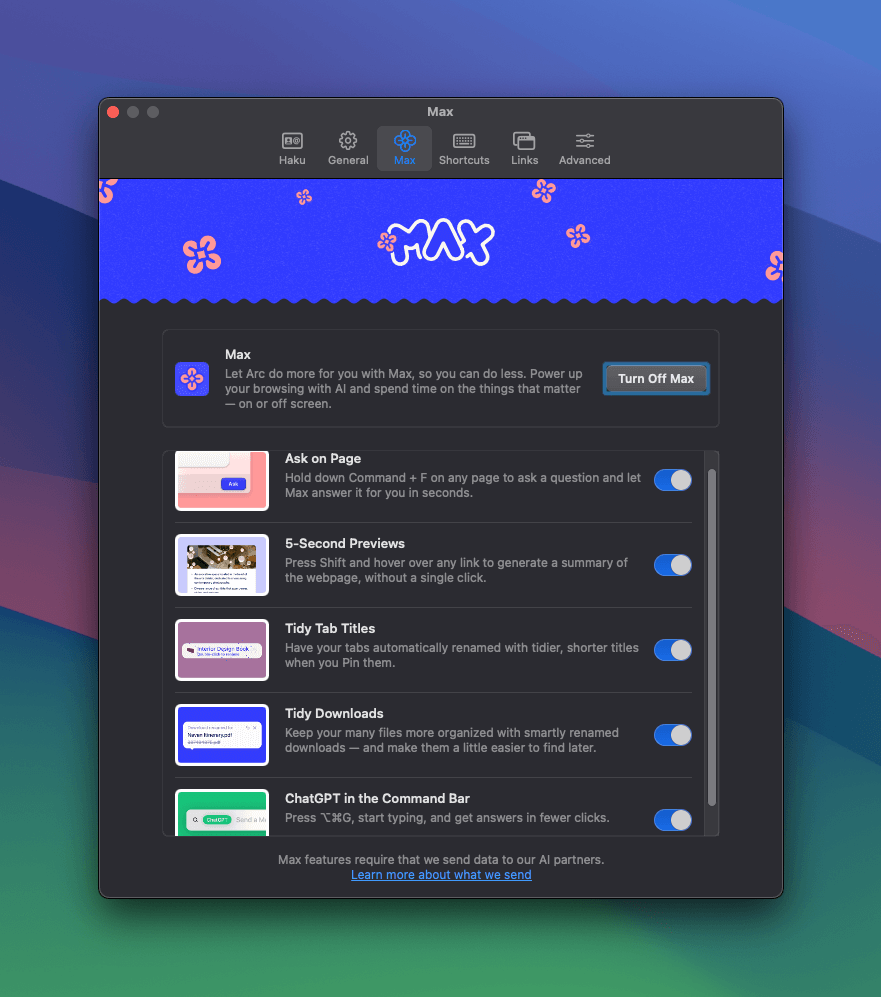 Max
Haku
General
Max
Shortcuts
Links
Advanced
MAX
Max
Let Arc do more for you with Max, so you can do less. Power up
your browsing with AI and spend time on the things that matter
— on or off screen.
Turn Off Max
Ask
Ask on Page
Hold down Command + F on any page to ask a question and let
Max answer it for you in seconds.
5-Second Previews
Press Shift and hover over any link to generate a summary of
the webpage, without a single click.
Interior Design Book
Tidy Tab Titles
Have your tabs automatically renamed with tidier, shorter titles
when you Pin them.
Tidy Downloads
Keep your many files more organized with smartly renamed
downloads — and make them a little easier to find later.
ChatGPT
Send a M
ChatGPT in the Command Bar
Press ⌥⌘G, start typing, and get answers in fewer clicks.
Max features require that we send data to our AI partners.
Learn more about what we send